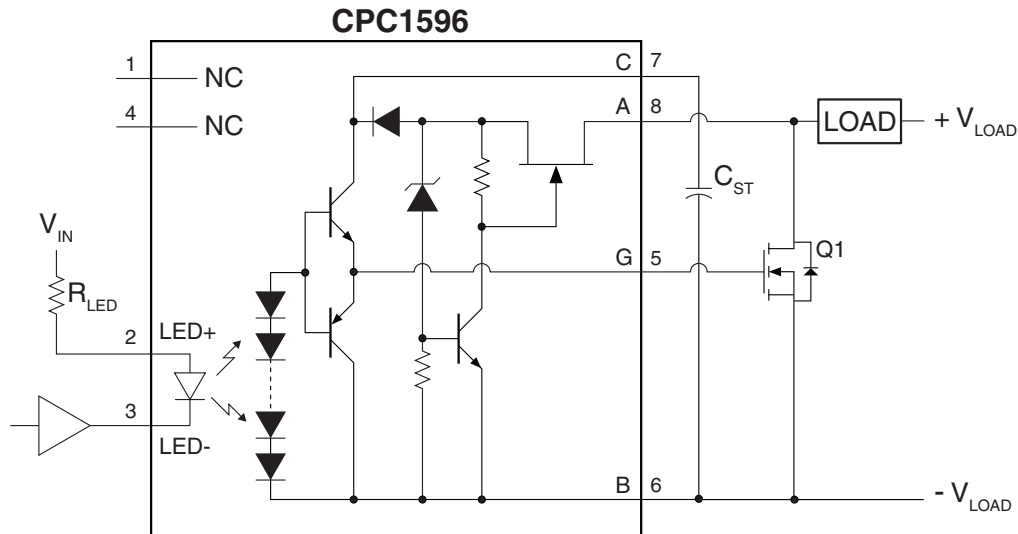 CPC1596
1 NC
4 NC
C 7
A 8
LOAD + V_LOAD
C_ST
V_IN
R_LED
G 5
Q1
2 LED+
3 LED-
B 6
- V_LOAD